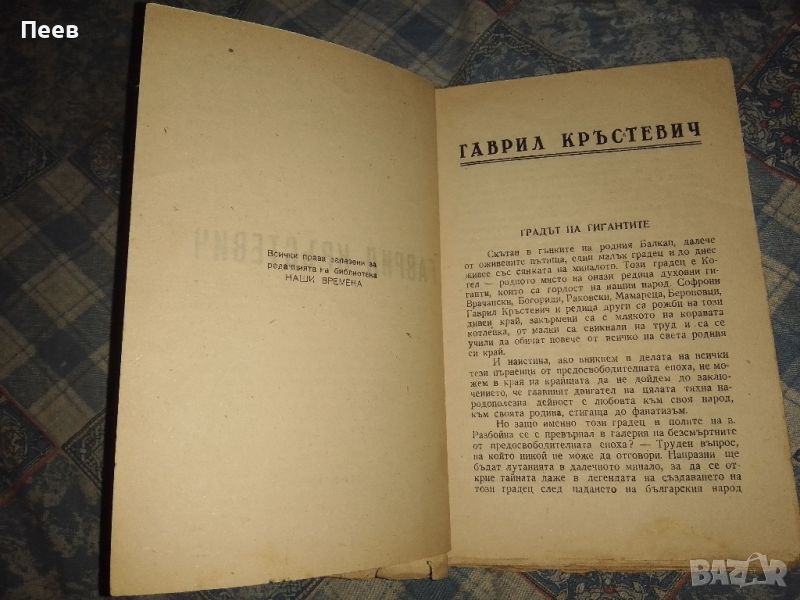 Пеев
Всички права запазени за
редакцията на библиотека
НАШИ ВРЕМЕНА
ГАВРИЛ КРЪСТЕВИЧ
ГРАДЪТ НА ГИГАНТИТЕ
Скътан в гънките на родния Балкан, далече
от оживените пътища, един малък градец и до днес
живее със сянката на миналото. Този градец е Ко-
тел — родното място на онази редица духовни ги-
ганти, които са гордост на нашия народ. Софрони
Врачански, Богориди, Раковски, Мамарчеца, Бероновци,
Гаврил Кръстевич и редица други са рожби на този
дивен край, закърмени са с млякото на коравата
котленка, от малки са свикнали на труд и са се
учили да обичат повече от всичко на света родния
си край.
И наистина, ако вникнем в делата на всички
тези първенци от предосвободителната епоха, не мо-
жем в края на крайщата да не дойдем до заклю-
чението, че главният двигател на цялата тяхна на-
родополезна дейност е любовта към своя народ,
към своята родина, стигаща до фанатизъм.
Но защо именно този градец в полите на в.
Разбойна се е превърнал в галерия на безсмъртните
от предосвободителната епоха? — Труден въпрос,
на който никой не може да отговори. Напразни ще
бъдат лутанията в далечното минало, за да се от-
крие тайната даже в легендата на създаването на
този градец след падането на българския народ
BAZAR